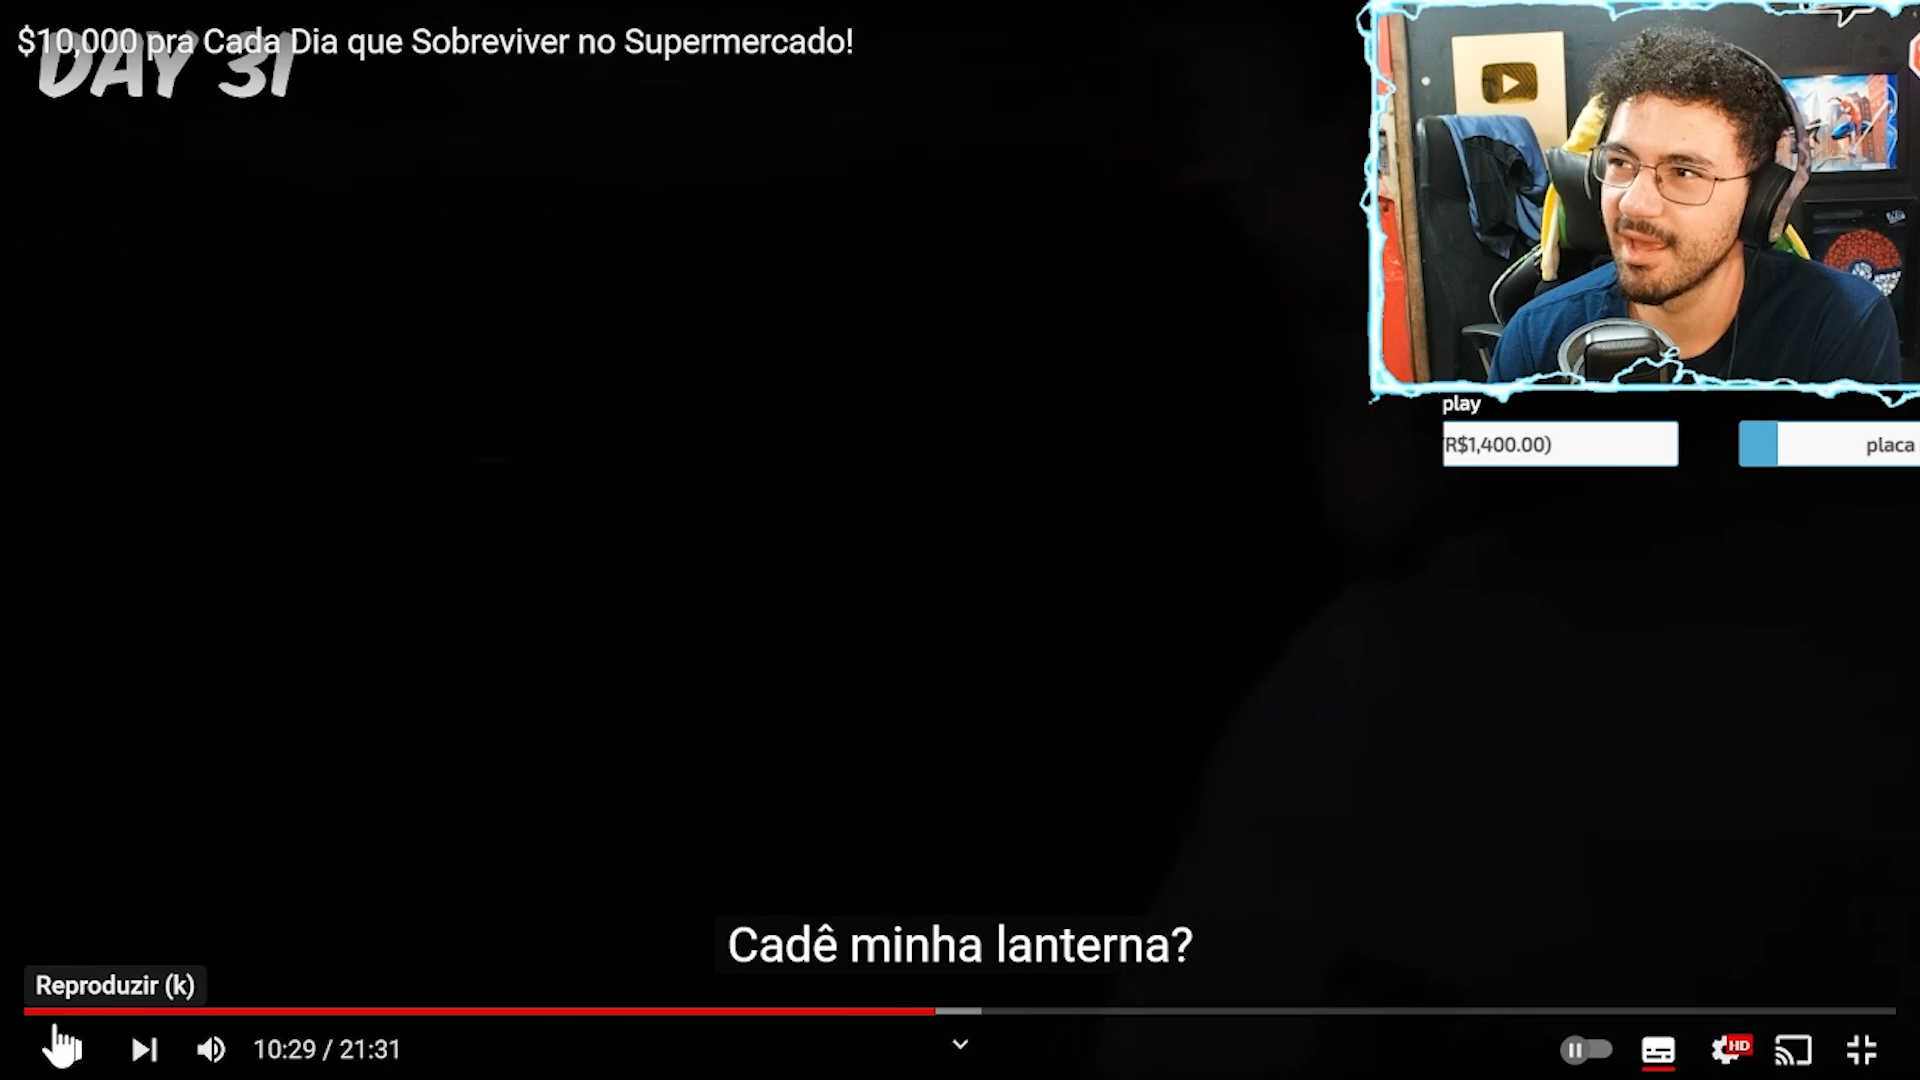 $10,000 pra Cada Dia que Sobreviver no Supermercado!
DAY 31
play
R$1,400.00)
placa
Cadê minha lanterna?
Reproduzir (k)
10:29 / 21:31
HD